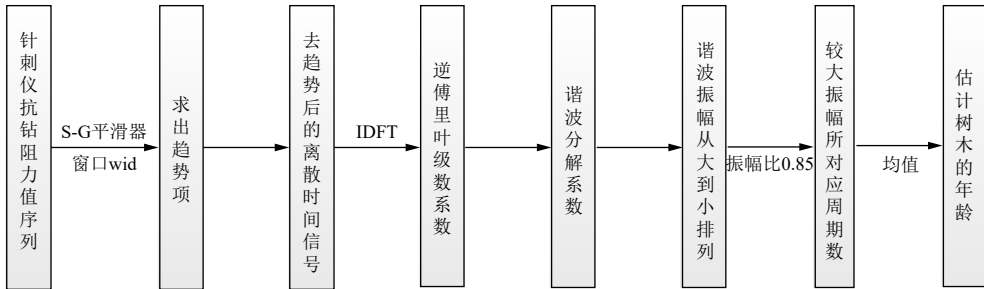 针刺仪抗钻阻力值序列
S-G平滑器
窗口wid
求出趋势项
去趋势后的离散时间信号
IDFT
逆傅里叶级数系数
谐波分解系数
谐波振幅从大到小排列
振幅比0.85
较大振幅所对应周期数
均值
估计树木的年龄